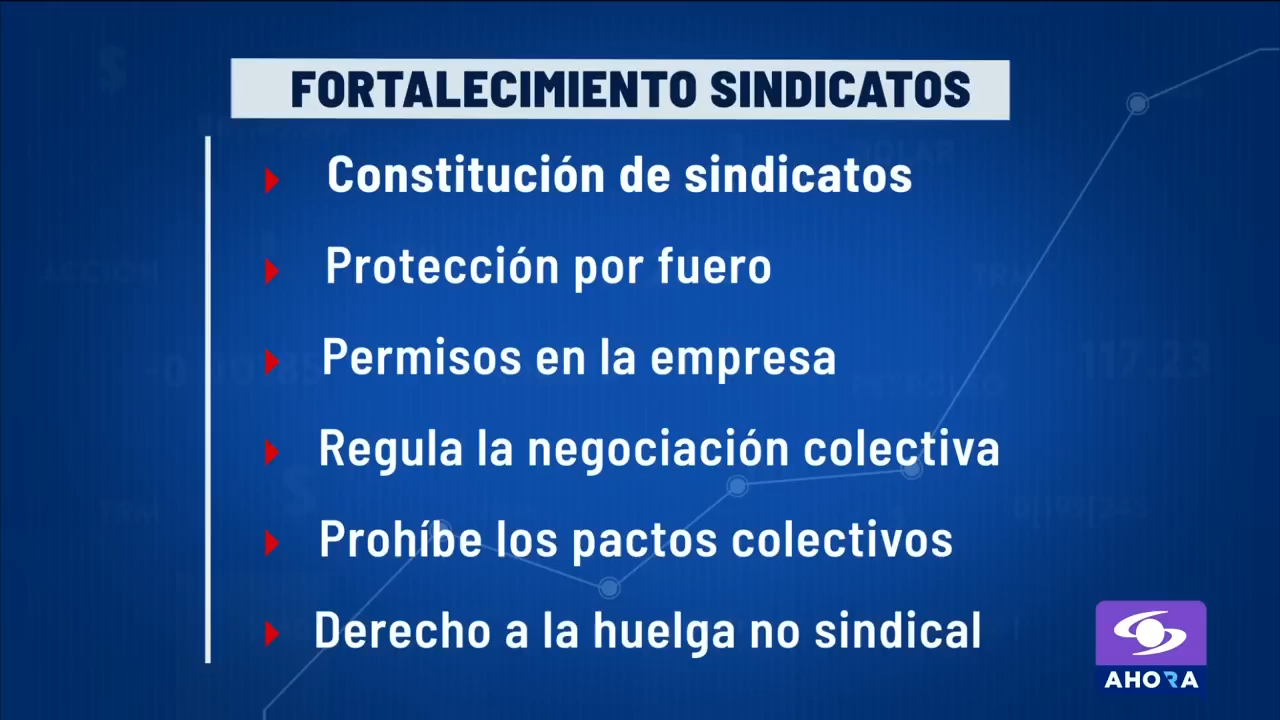 FORTALECIMIENTO SINDICATOS
Constitución de sindicatos
Protección por fuero
Permisos en la empresa
Regula la negociación colectiva
Prohíbe los pactos colectivos
Derecho a la huelga no sindical
AHORA